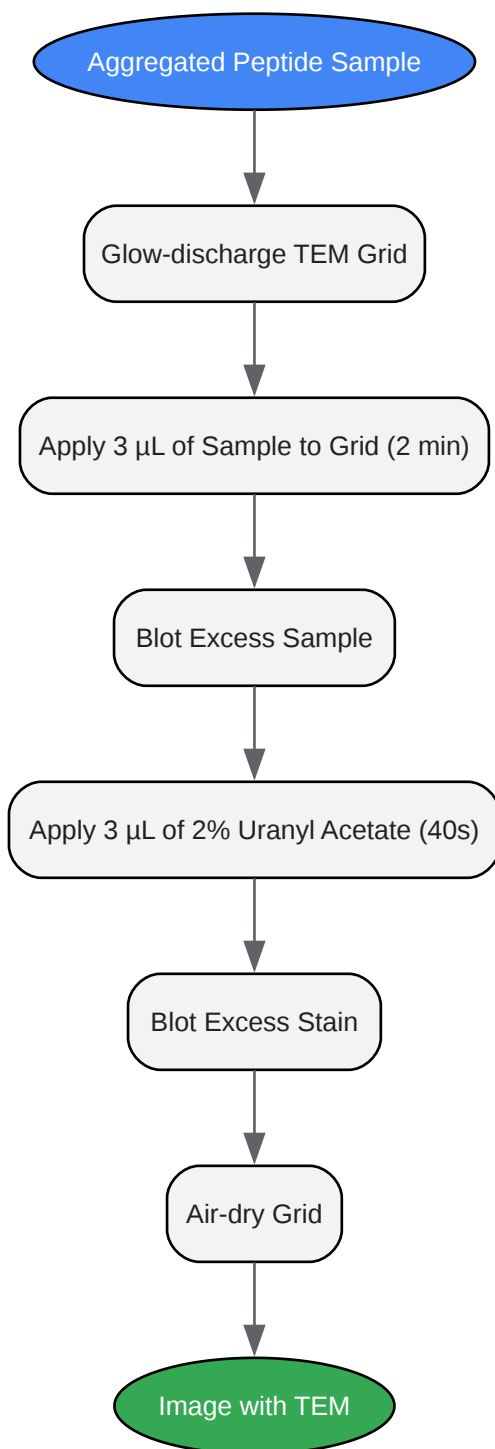 Aggregated Peptide Sample
Glow-discharge TEM Grid
Apply 3 µL of Sample to Grid (2 min)
Blot Excess Sample
Apply 3 µL of 2% Uranyl Acetate (40s)
Blot Excess Stain
Air-dry Grid
Image with TEM